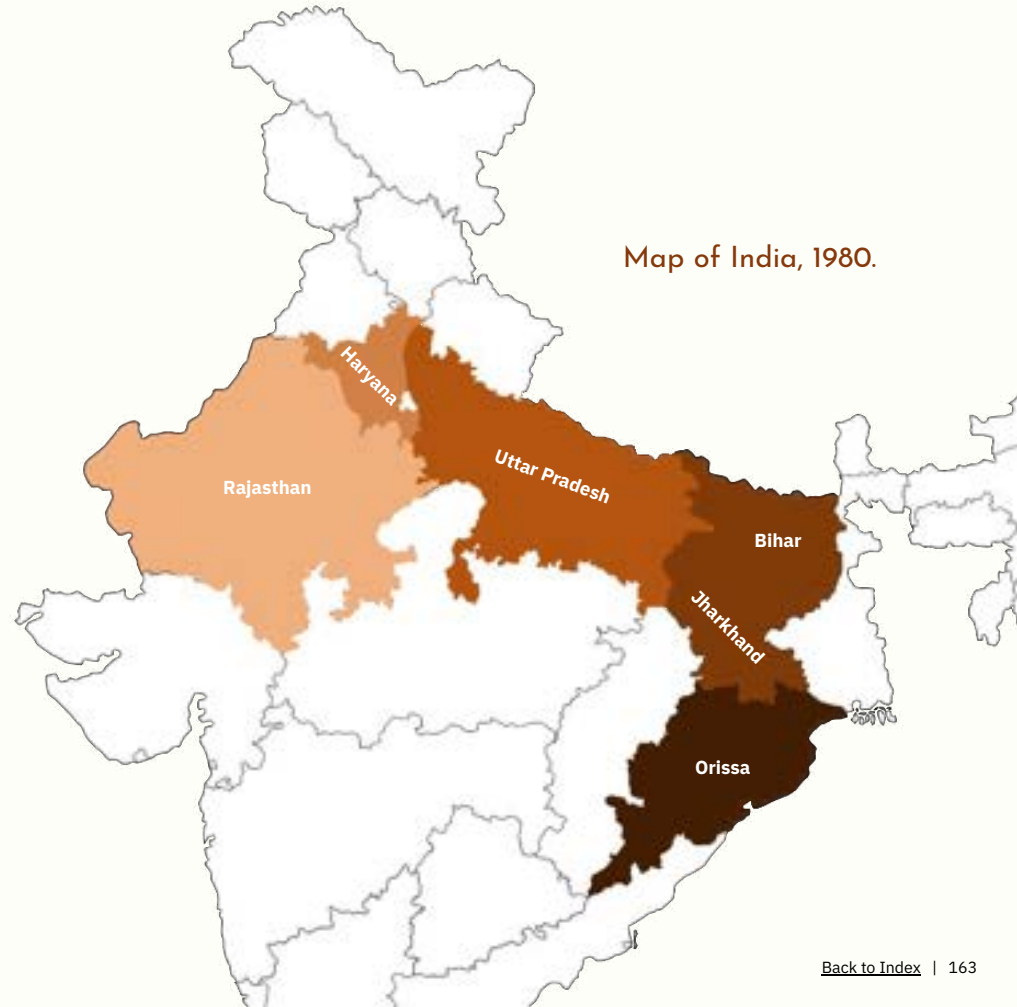 Map of India, 1980.
Haryana
Uttar Pradesh
Rajasthan
Bihar
Jharkhand
Orissa
Back to Index | 163